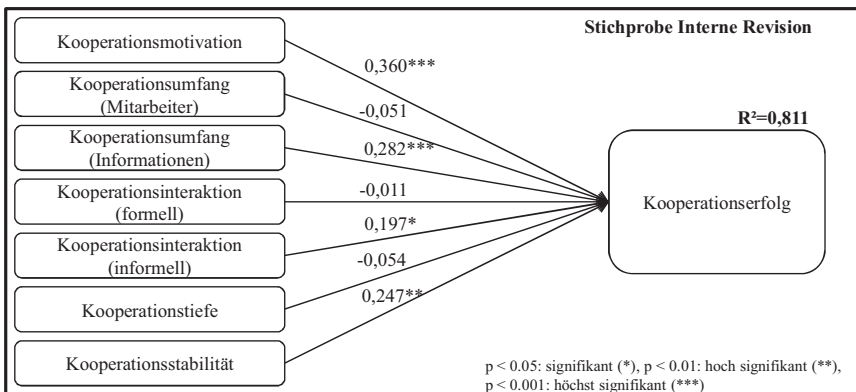 Stichprobe Interne Revision
Kooperationsmotivation
0,360***
Kooperationsumfang
(Mitarbeiter)
-0,051
R²=0,811
Kooperationsumfang
(Informationen)
0,282***
Kooperationsinteraktion
(formell)
-0,011
Kooperationserfolg
Kooperationsinteraktion
(informell)
0,197*
-0,054
Kooperationstiefe
0,247**
Kooperationsstabilität
p < 0.05: signifikant (*), p < 0.01: hoch signifikant (**),
p < 0.001: höchst signifikant (***)